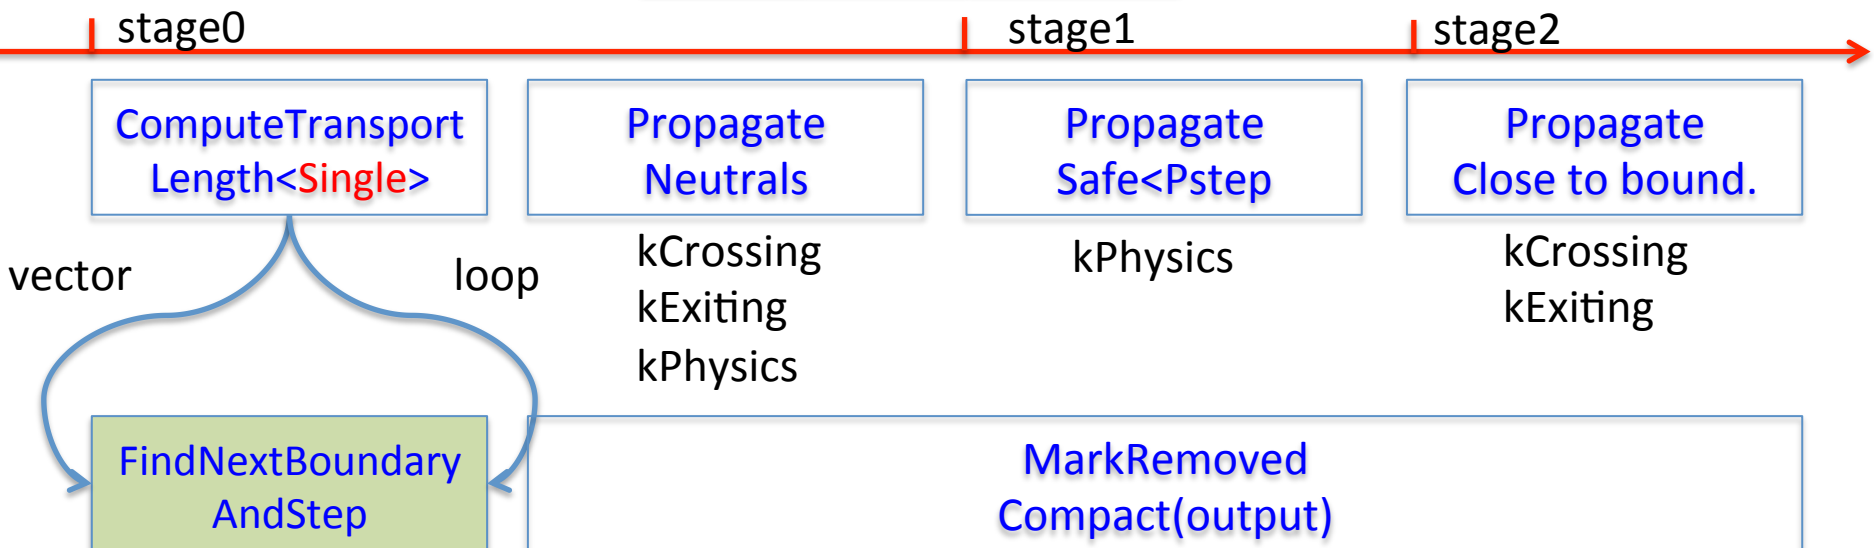 stage0
stage1
stage2
ComputeTransport
Length<Single>
Propagate
Neutrals
Propagate
Safe<Pstep
Propagate
Close to bound.
vector
loop
kCrossing
kExiting
kPhysics
kPhysics
kCrossing
kExiting
FindNextBoundary
AndStep
MarkRemoved
Compact(output)